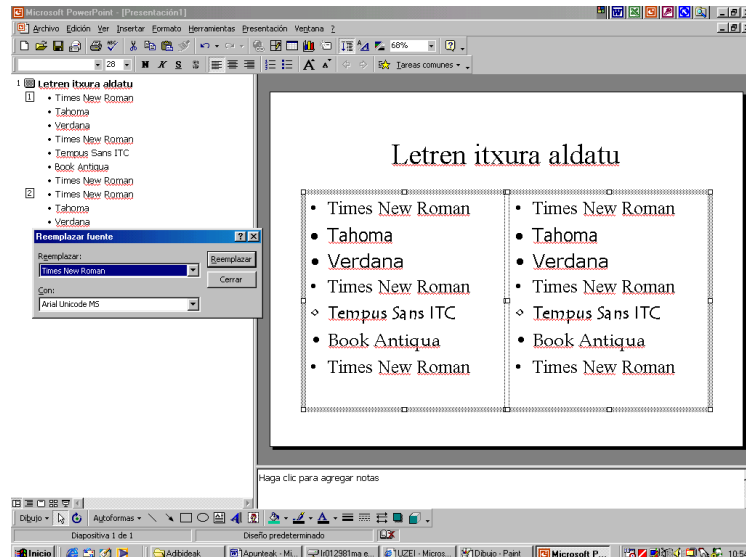 Microsoft PowerPoint - [Presentación1]
Archivo Edición Ver Insertar Formato Herramientas Presentación Ventana ?
68%
28 N K S S Tareas comunes
1 Letren itxura aldatu
1 • Times New Roman
• Tahoma
• Verdana
• Times New Roman
• Tempus Sans ITC
• Book Antiqua
• Times New Roman
2 • Times New Roman
• Tahoma
• Verdana
Reemplazar fuente
Reemplazar:
Times New Roman
Reemplazar
Con:
Arial Unicode MS
Cerrar
Letren itxura aldatu
• Times New Roman
• Tahoma
• Verdana
• Times New Roman
◇ Tempus Sans ITC
• Book Antiqua
• Times New Roman
• Times New Roman
• Tahoma
• Verdana
• Times New Roman
◇ Tempus Sans ITC
• Book Antiqua
• Times New Roman
Haga clic para agregar notas
Dibujo Autoformas
Diapositiva 1 de 1 Diseño predeterminado
Inicio Adibideak Apunteak - Mi... UZEI - Micros... Dibujo - Paint Microsoft P...